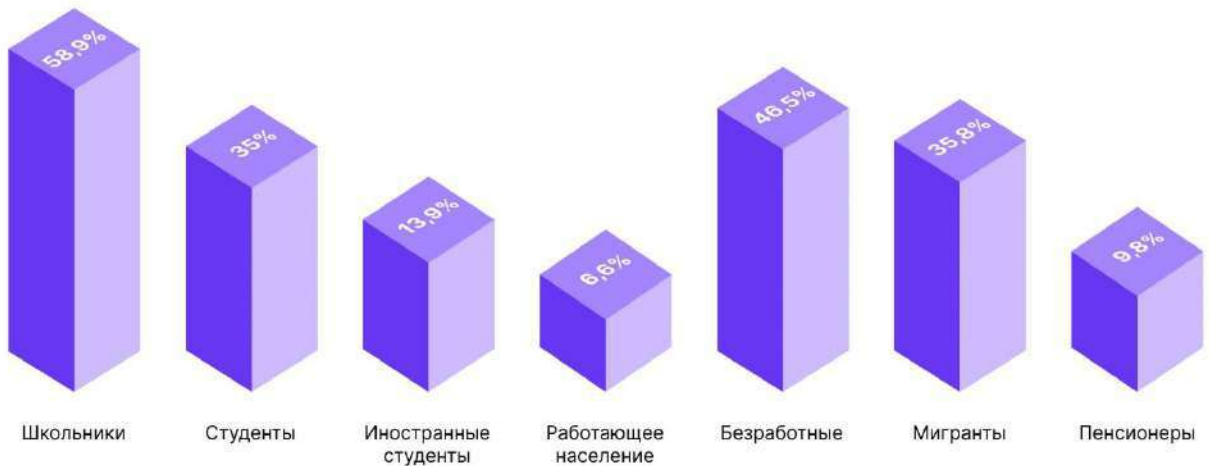 58,9%
35%
13,9%
6,6%
46,5%
35,8%
9,8%
Школьники
Студенты
Иностранные
студенты
Работающее
население
Безработные
Мигранты
Пенсионеры